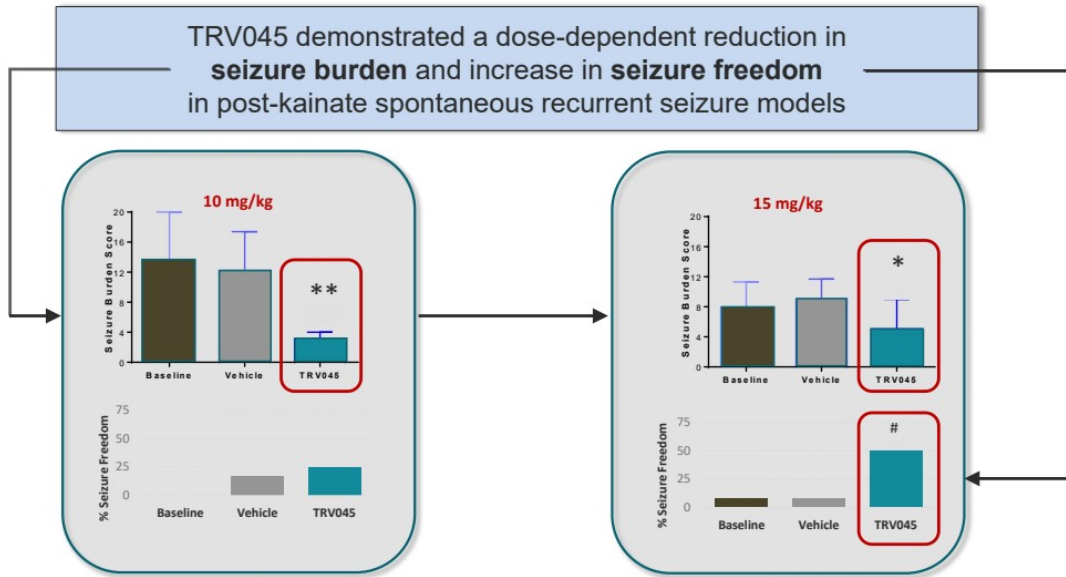 TRV045 demonstrated a dose-dependent reduction in
seizure burden and increase in seizure freedom
in post-kainate spontaneous recurrent seizure models
10 mg/kg
Seizure Burden Score
20
16
12
8
4
0
**
Baseline
Vehicle
TRV045
% Seizure Freedom
75
50
25
0
Baseline
Vehicle
TRV045
15 mg/kg
Seizure Burden Score
20
16
12
8
4
0
*
Baseline
Vehicle
TRV045
% Seizure Freedom
75
50
25
0
#
Baseline
Vehicle
TRV045